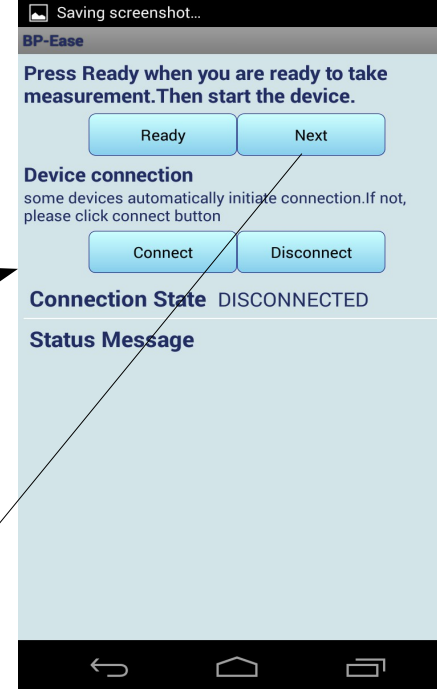 Saving screenshot...
BP-Ease
Press Ready when you are ready to take
measurement.Then start the device.
Ready Next
Device connection
some devices automatically initiate connection.If not,
please click connect button
Connect Disconnect
Connection State DISCONNECTED
Status Message